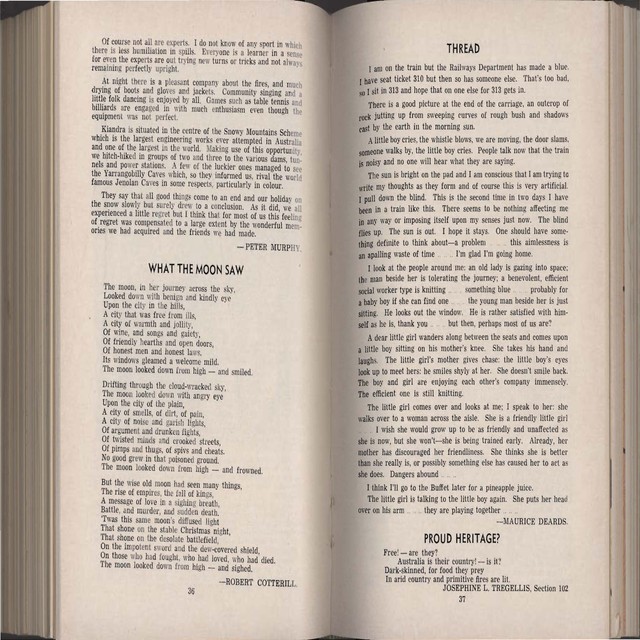 Of course not all are experts. I do not know of any sport in which
there is less humiliation in spills. Everyone is a learner in a sense
for even the experts are out trying new turns or tricks and not always
remaining perfectly upright.
At night there is a pleasant company about the fires, and much
drying of boots and gloves and jackets. Community singing and a
little folk dancing is enjoyed by all. Games such as table tennis and
billiards are engaged in with much enthusiasm even though the
equipment was not perfect.
Kiandra is situated in the centre of the Snowy Mountains Scheme
which is the largest engineering works ever attempted in Australia
and one of the largest in the world. Making use of this opportunity,
we hitch-hiked in groups of two and three to the various dams, tun-
nels and power stations. A few of the luckier ones managed to see
the Yarrangobilly Caves which, so they informed us, rival the world
famous Jenolan Caves in some respects, particularly in colour.
They say that all good things come to an end and our holiday on
the snow slowly but surely drew to a conclusion. As it did, we all
experienced a little regret but I think that for most of us this feeling
of regret was compensated to a large extent by the wonderful mem-
ories we had acquired and the friends we had made.
—PETER MURPHY.
WHAT THE MOON SAW
The moon, in her journey across the sky,
Looked down with benign and kindly eye
Upon the city in the hills,
A city that was free from ills,
A city of warmth and jollity,
Of wine, and songs and gaiety,
Of friendly hearths and open doors,
Of honest men and honest laws.
Its windows gleamed a welcome mild.
The moon looked down from high — and smiled.
Drifting through the cloud-wracked sky,
The moon looked down with angry eye
Upon the city of the plain,
A city of smells, of dirt, of pain,
A city of noise and garish lights,
Of argument and drunken fights,
Of twisted minds and crooked streets,
Of pimps and thugs, of spivs and cheats.
No good grew in that poisoned ground.
The moon looked down from high — and frowned.
But the wise old moon had seen many things,
The rise of empires, the fall of kings,
A message of love in a sighing breath,
Battle, and murder, and sudden death.
'Twas this same moon's diffused light
That shone on the stable Christmas night,
That shone on the desolate battlefield,
On the impotent sword and the dew-covered shield,
On those who had fought, who had loved, who had died.
The moon looked down from high — and sighed.
—ROBERT COTTERILL.
36
THREAD
I am on the train but the Railways Department has made a blue.
I have seat ticket 310 but then so has someone else. That's too bad,
so I sit in 313 and hope that on one else for 313 gets in.
There is a good picture at the end of the carriage, an outcrop of
rock jutting up from sweeping curves of rough bush and shadows
cast by the earth in the morning sun.
A little boy cries, the whistle blows, we are moving, the door slams,
someone walks by, the little boy cries. People talk now that the train
is noisy and no one will hear what they are saying.
The sun is bright on the pad and I am conscious that I am trying to
write my thoughts as they form and of course this is very artificial.
I pull down the blind. This is the second time in two days I have
been in a train like this. There seems to be nothing affecting me
in any way or imposing itself upon my senses just now. The blind
flies up. The sun is out. I hope it stays. One should have some-
thing definite to think about—a problem . . . this aimlessness is
an appalling waste of time . . . I'm glad I'm going home.
I look at the people around me: an old lady is gazing into space;
the man beside her is tolerating the journey; a benevolent, efficient
social worker type is knitting . . . something blue . . . probably for
a baby boy if she can find one . . . the young man beside her is just
sitting. He looks out the window. He is rather satisfied with him-
self as he is, thank you . . . but then, perhaps most of us are?
A dear little girl wanders along between the seats and comes upon
a little boy sitting on his mother's knee. She takes his hand and
laughs. The little girl's mother gives chase: the little boy's eyes
look up to meet hers: he smiles shyly at her. She doesn't smile back.
The boy and girl are enjoying each other's company immensely.
The efficient one is still knitting.
The little girl comes over and looks at me; I speak to her: she
walks over to a woman across the aisle. She is a friendly little girl
. . . I wish she would grow up to be as friendly and unaffected as
she is now, but she won't—she is being trained early. Already, her
mother has discouraged her friendliness. She thinks she is better
than she really is, or possibly something else has caused her to act as
she does. Dangers abound . . .
I think I'll go to the Buffet later for a pineapple juice.
The little girl is talking to the little boy again. She puts her head
over on his arm . . . they are playing together . . .
—MAURICE DEARDS.
PROUD HERITAGE?
Free! — are they?
Australia is their country! — is it?
Dark-skinned, for food they prey
In arid country and primitive fires are lit.
JOSEPHINE L. TREGELLIS, Section 102
37